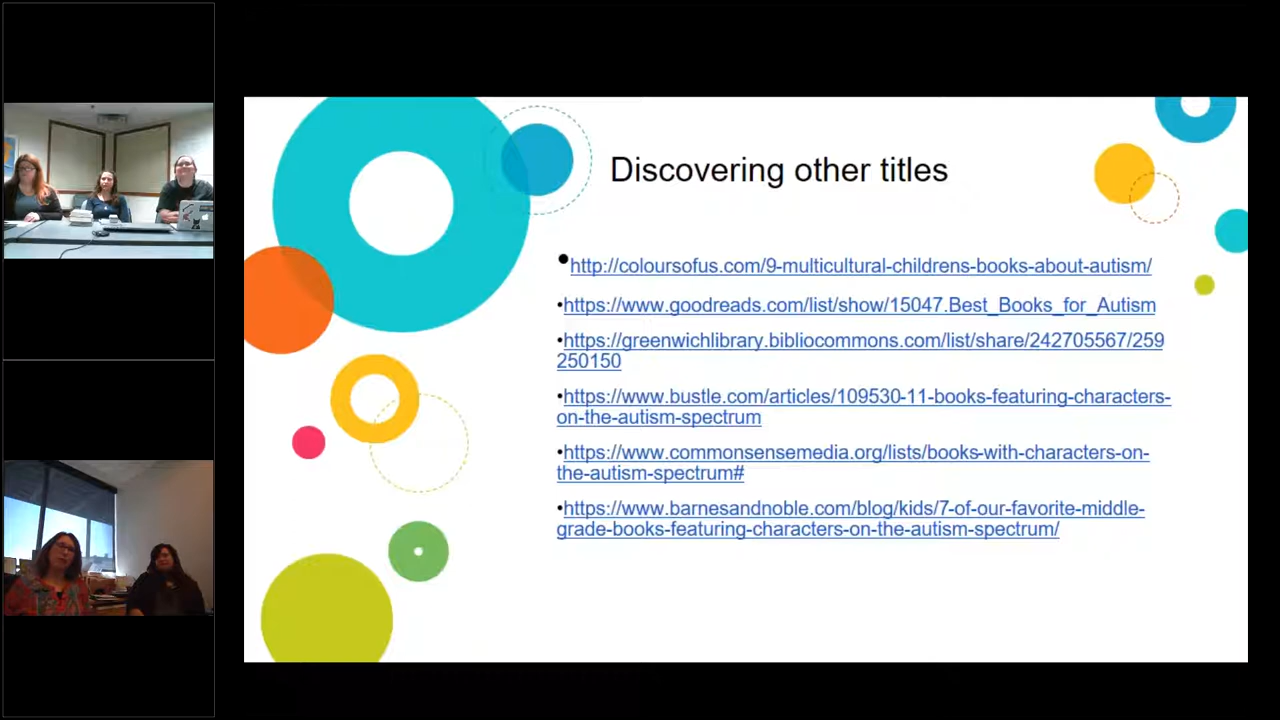 Discovering other titles
•http://coloursofus.com/9-multicultural-childrens-books-about-autism/
•https://www.goodreads.com/list/show/15047.Best_Books_for_Autism
•https://greenwichlibrary.bibliocommons.com/list/share/242705567/259
250150
•https://www.bustle.com/articles/109530-11-books-featuring-characters-
on-the-autism-spectrum
•https://www.commonsensemedia.org/lists/books-with-characters-on-
the-autism-spectrum#
•https://www.barnesandnoble.com/blog/kids/7-of-our-favorite-middle-
grade-books-featuring-characters-on-the-autism-spectrum/